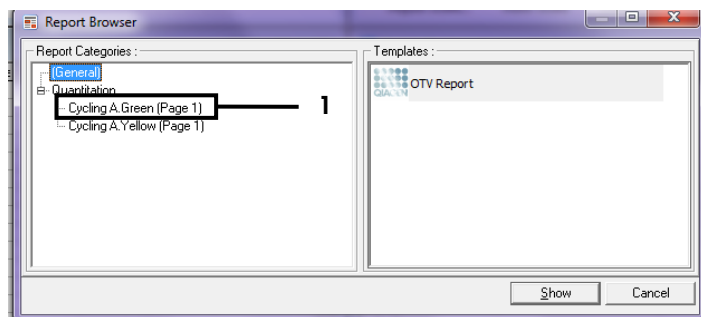 Report Browser
Report Categories :
(General)
Quantitation
Cycling A.Green (Page 1)
Cycling A.Yellow (Page 1)
1
Templates :
QIAGEN
OTV Report
Show
Cancel